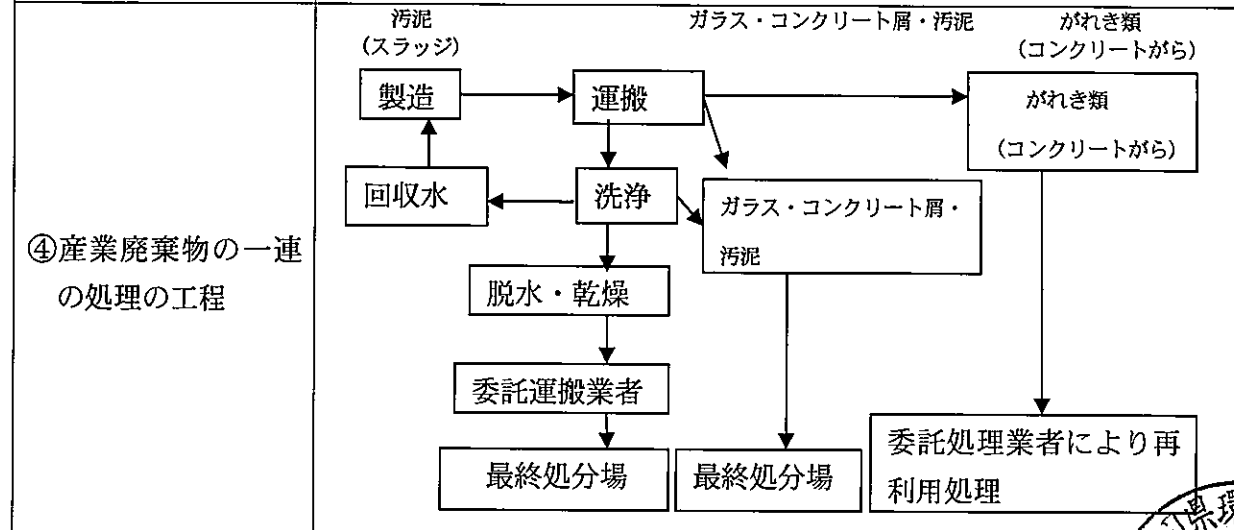 ④産業廃棄物の一連
の処理の工程
汚泥
(スラッジ)
ガラス・コンクリート屑・汚泥
がれき類
(コンクリートがら)
製造
運搬
がれき類
(コンクリートがら)
回収水
洗浄
ガラス・コンクリート屑・
汚泥
脱水・乾燥
委託運搬業者
最終処分場
最終処分場
委託処理業者により再
利用処理
県環